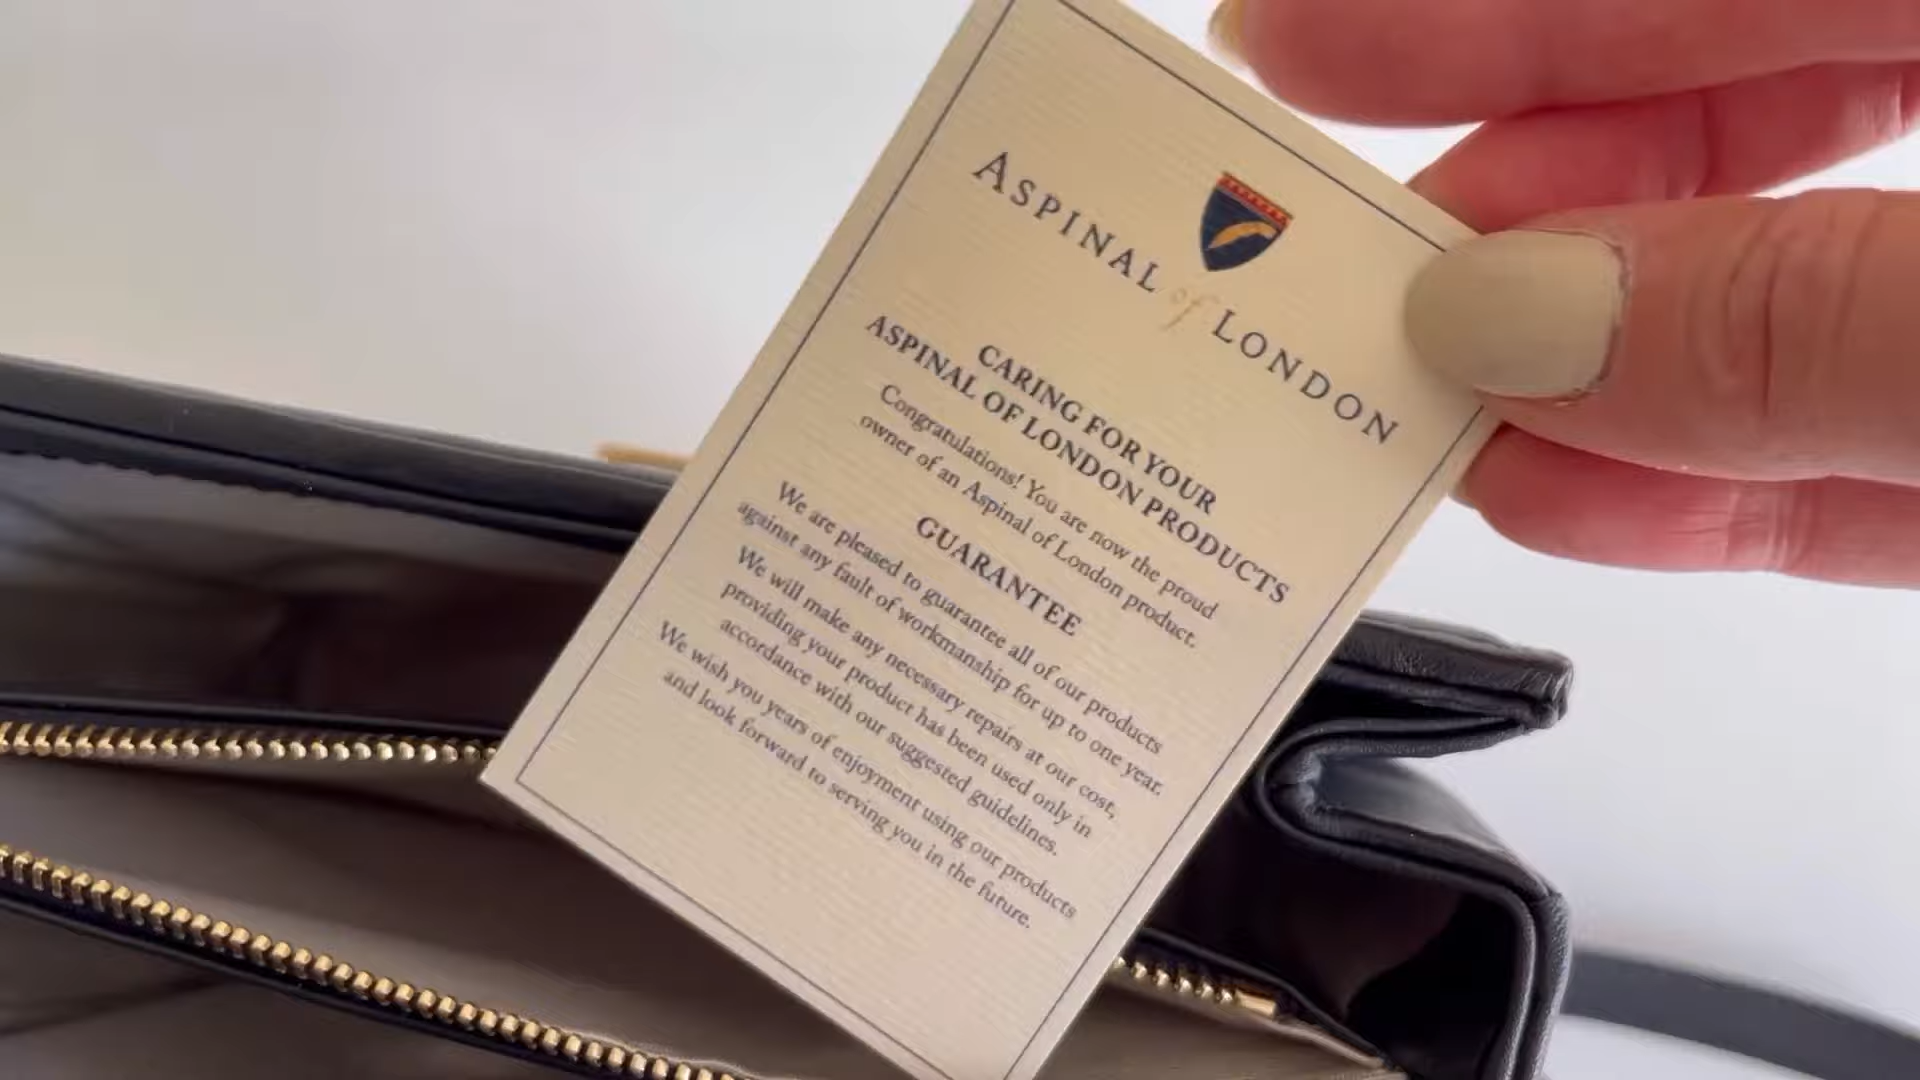 ASPINAL of LONDON
CARING FOR YOUR
ASPINAL OF LONDON PRODUCTS
Congratulations! You are now the proud
owner of an Aspinal of London product.
GUARANTEE
We are pleased to guarantee all of our products
against any fault of workmanship for up to one year.
We will make any necessary repairs at our cost,
providing your product has been used only in
accordance with our suggested guidelines.
We wish you years of enjoyment using our products
and look forward to serving you in the future.